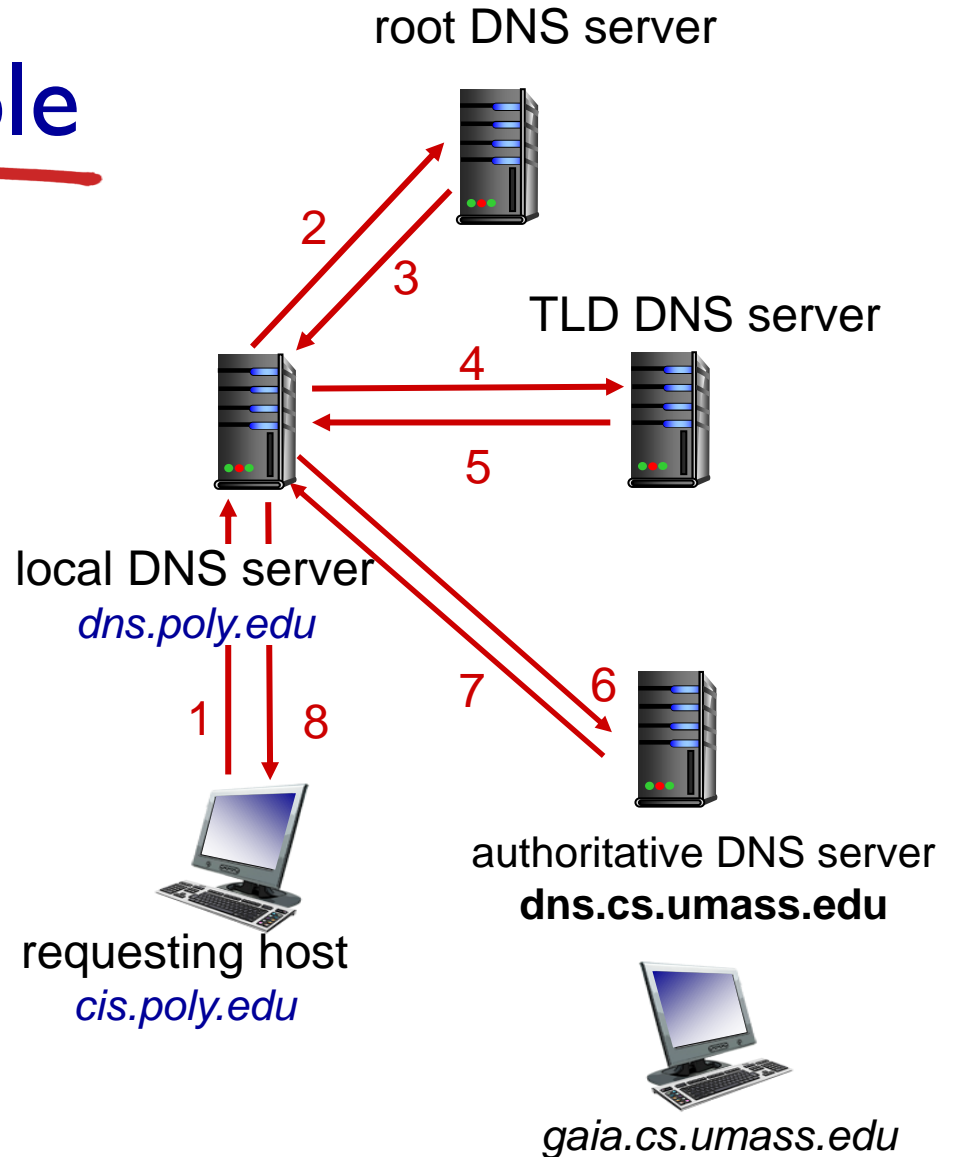 root DNS server
ole
2
3
TLD DNS server
4
5
local DNS server
dns.poly.edu
7
6
1
8
authoritative DNS server
dns.cs.umass.edu
requesting host
cis.poly.edu
gaia.cs.umass.edu